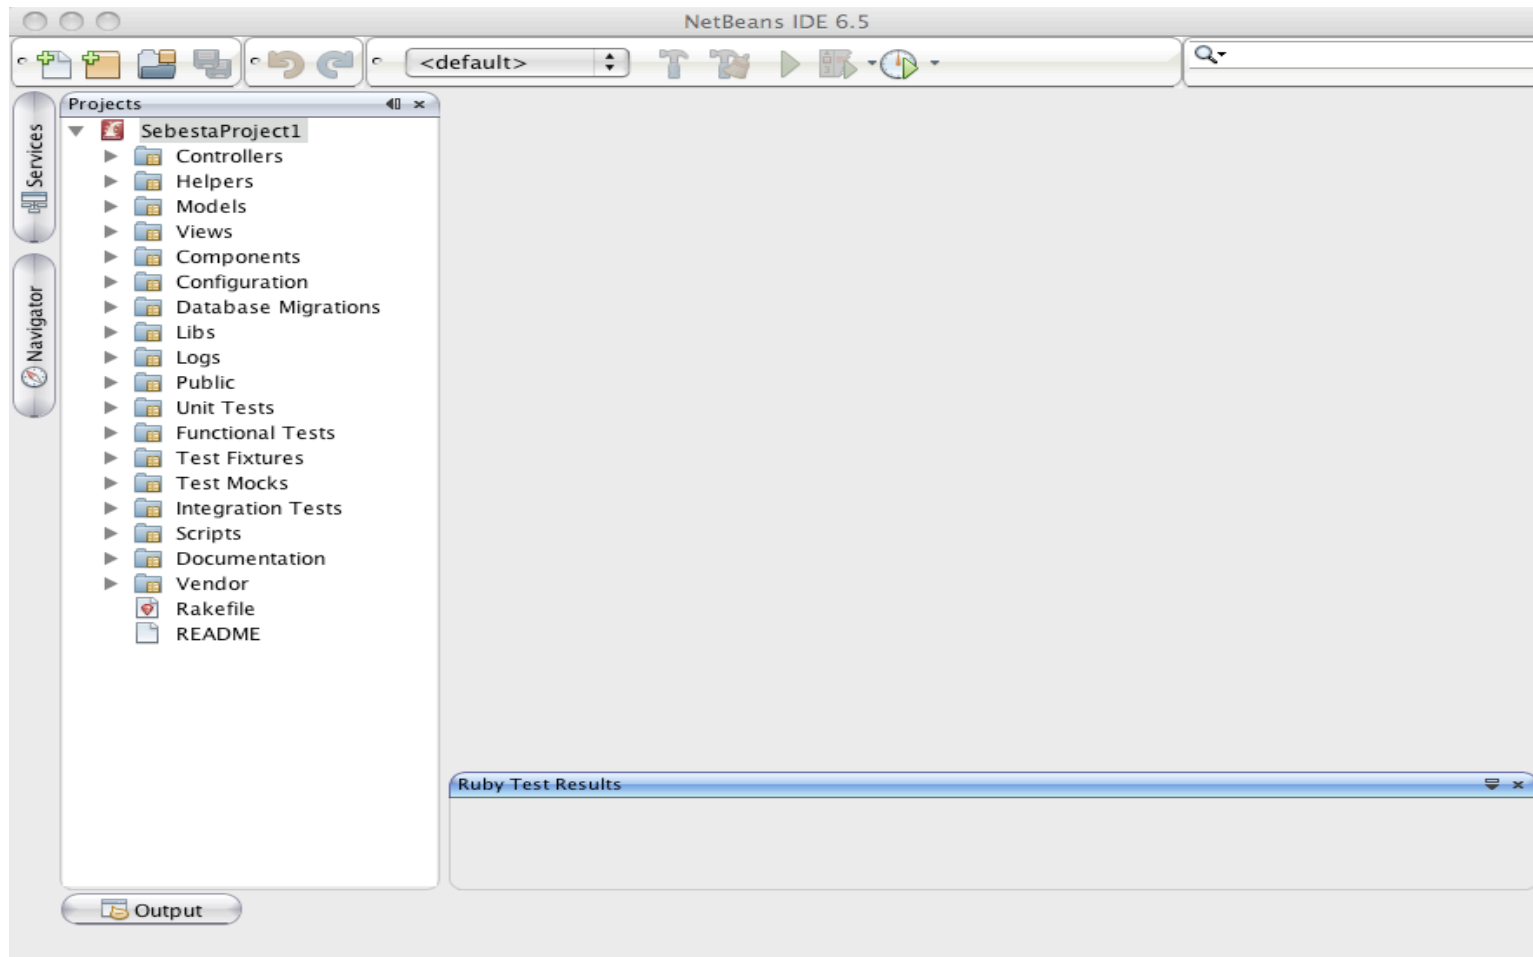 NetBeans IDE 6.5
<default>
Projects
Services
Navigator
SebestaProject1
Controllers
Helpers
Models
Views
Components
Configuration
Database Migrations
Libs
Logs
Public
Unit Tests
Functional Tests
Test Fixtures
Test Mocks
Integration Tests
Scripts
Documentation
Vendor
Rakefile
README
Ruby Test Results
Output